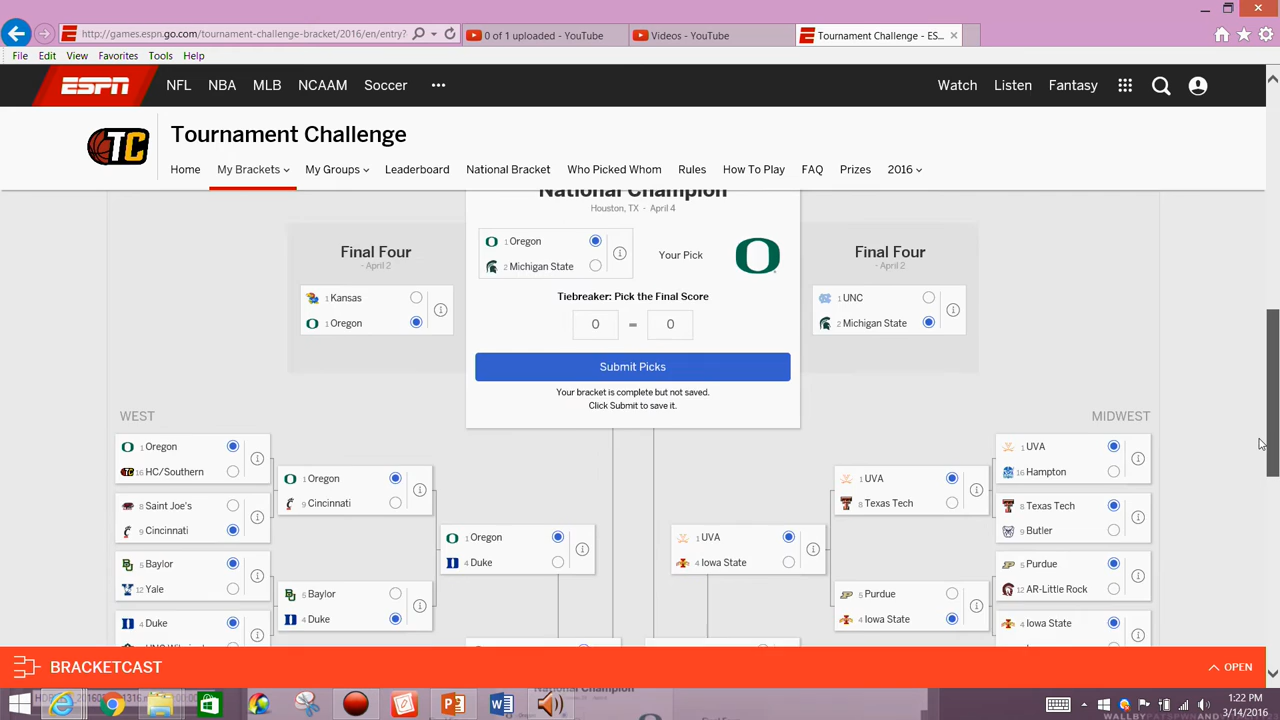 http://games.espn.go.com/tournament-challenge-bracket/2016/en/entry?
0 of 1 uploaded - YouTube
Videos - YouTube
Tournament Challenge - ES...
File Edit View Favorites Tools Help
ESPN NFL NBA MLB NCAAM Soccer ••• Watch Listen Fantasy
TC Tournament Challenge
Home My Brackets My Groups Leaderboard National Bracket Who Picked Whom Rules How To Play FAQ Prizes 2016
National Champion
Houston, TX - April 4
Final Four
- April 2
1 Kansas
1 Oregon
1 Oregon
2 Michigan State
Your Pick
Tiebreaker: Pick the Final Score
0 - 0
Submit Picks
Your bracket is complete but not saved.
Click Submit to save it.
Final Four
- April 2
1 UNC
2 Michigan State
WEST
1 Oregon
16 HC/Southern
8 Saint Joe's
9 Cincinnati
5 Baylor
12 Yale
4 Duke
1 Oregon
9 Cincinnati
5 Baylor
4 Duke
1 Oregon
4 Duke
MIDWEST
1 UVA
4 Iowa State
1 UVA
8 Texas Tech
5 Purdue
4 Iowa State
1 UVA
16 Hampton
8 Texas Tech
9 Butler
5 Purdue
12 AR-Little Rock
4 Iowa State
BRACKETCAST
OPEN
1:22 PM
3/14/2016